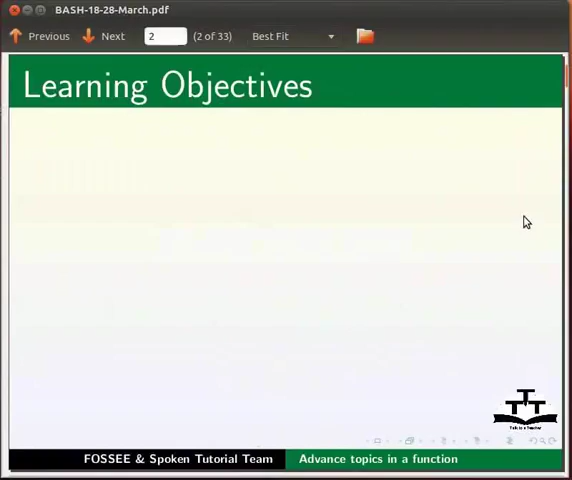 BASH-18-28-March.pdf
Previous Next 2 (2 of 33) Best Fit
Learning Objectives
TTT
FOSSEE & Spoken Tutorial Team Advance topics in a function